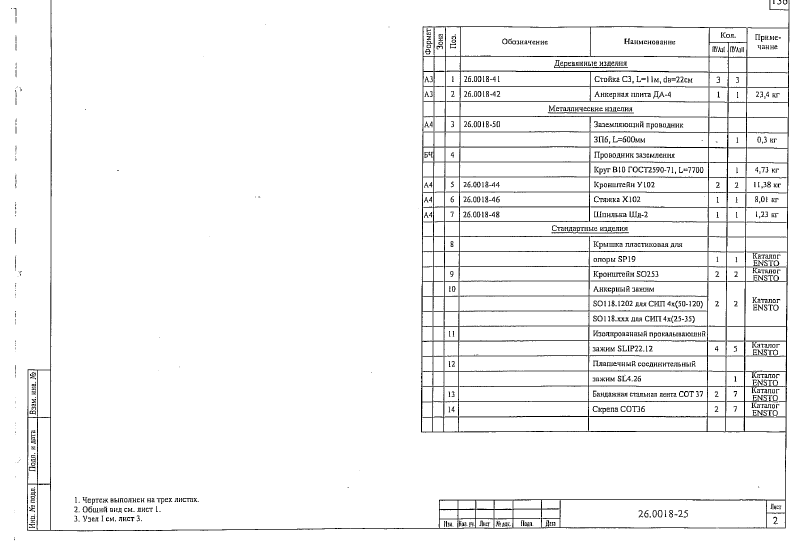 136
Формат Зона Поз. Обозначение Наименование Кол. Приме-
чание
Деревянные изделия
А3 1 26.0018-41 Стойка С3, L=11м, dв=22см 3 3
А3 2 26.0018-42 Анкерная плита ДА-4 1 1 23,4 кг
Металлические изделия
А4 3 26.0018-50 Заземляющий проводник
ЗП6, L=600мм - 1 0,3 кг
БЧ 4 Проводник заземления
Круг В10 ГОСТ2590-71, L=7700 1 4,73 кг
А4 5 26.0018-44 Кронштейн У102 2 2 11,38 кг
А4 6 26.0018-46 Стяжка Х102 1 1 8,01 кг
А4 7 26.0018-48 Шпилька Шд-2 1 1 1,23 кг
Стандартные изделия
8 Крышка пластиковая для
опоры SP19 1 1 Каталог ENSTO
9 Кронштейн SO253 2 2 Каталог ENSTO
10 Анкерный зажим
SO118.1202 для СИП 4х(50-120) 2 2 Каталог ENSTO
SO118.ххх для СИП 4х(25-35)
11 Изолированный прокалывающий
зажим SLIP22.12 4 5 Каталог ENSTO
12 Плашечный соединительный
зажим SL4.26 1 Каталог ENSTO
13 Бандажная стальная лента СОТ 37 2 7 Каталог ENSTO
14 Скрепа СОТ36 2 7 Каталог ENSTO
Взам. инв. №
Подп. и дата
Инв. № подл.
1. Чертеж выполнен на трех листах.
2. Общий вид см. лист 1.
3. Узел I см. лист 3.
Изм. Кол. уч. Лист № док. Подп. Дата
26.0018-25
Лист
2